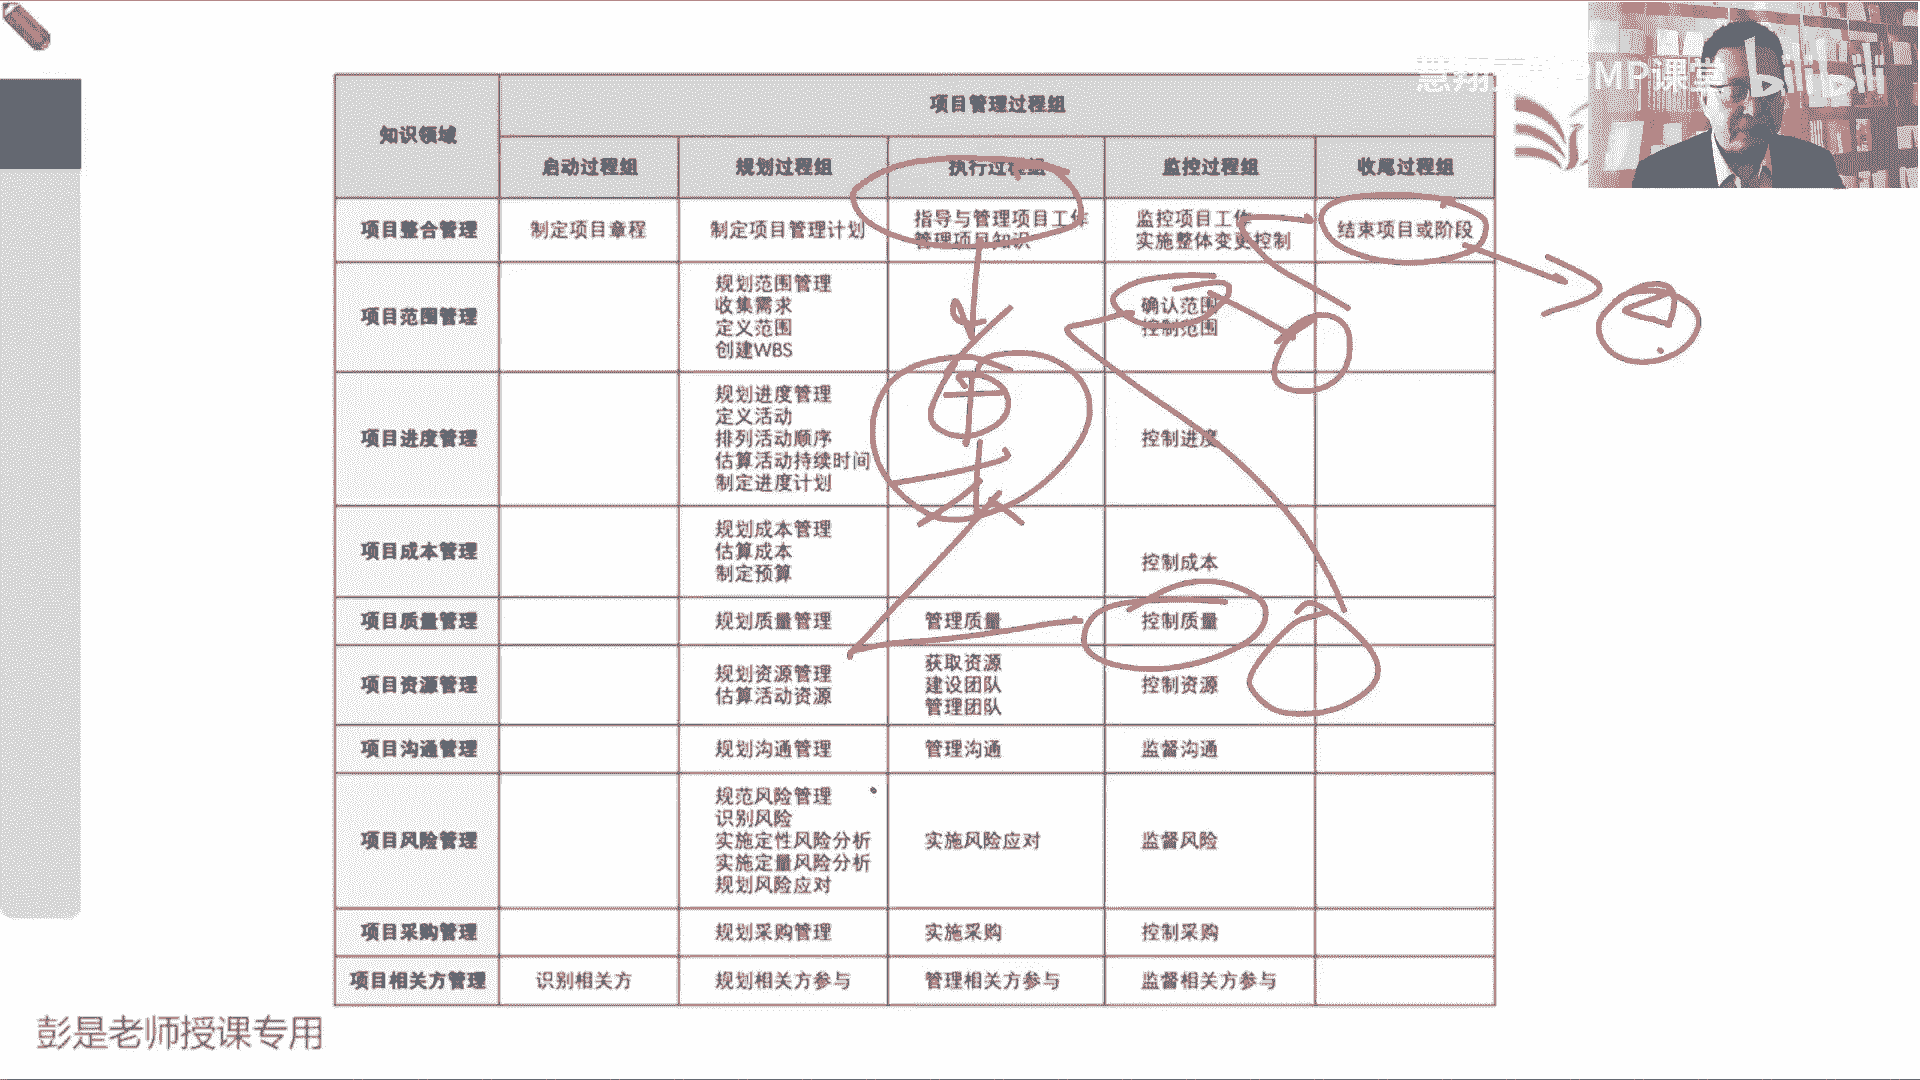 慧翔 PMP课堂
bilibili
知识领域
项目管理过程组
启动过程组
规划过程组
执行过程组
监控过程组
收尾过程组
项目整合管理
制定项目章程
制定项目管理计划
指导与管理项目工作
管理项目知识
监控项目工作
实施整体变更控制
结束项目或阶段
项目范围管理
规划范围管理
收集需求
定义范围
创建WBS
确认范围
控制范围
项目进度管理
规划进度管理
定义活动
排列活动顺序
估算活动持续时间
制定进度计划
控制进度
项目成本管理
规划成本管理
估算成本
制定预算
控制成本
项目质量管理
规划质量管理
管理质量
控制质量
项目资源管理
规划资源管理
估算活动资源
获取资源
建设团队
管理团队
控制资源
项目沟通管理
规划沟通管理
管理沟通
监督沟通
项目风险管理
规范风险管理
识别风险
实施定性风险分析
实施定量风险分析
规划风险应对
实施风险应对
监督风险
项目采购管理
规划采购管理
实施采购
控制采购
项目相关方管理
识别相关方
规划相关方参与
管理相关方参与
监督相关方参与
彭是老师授课专用